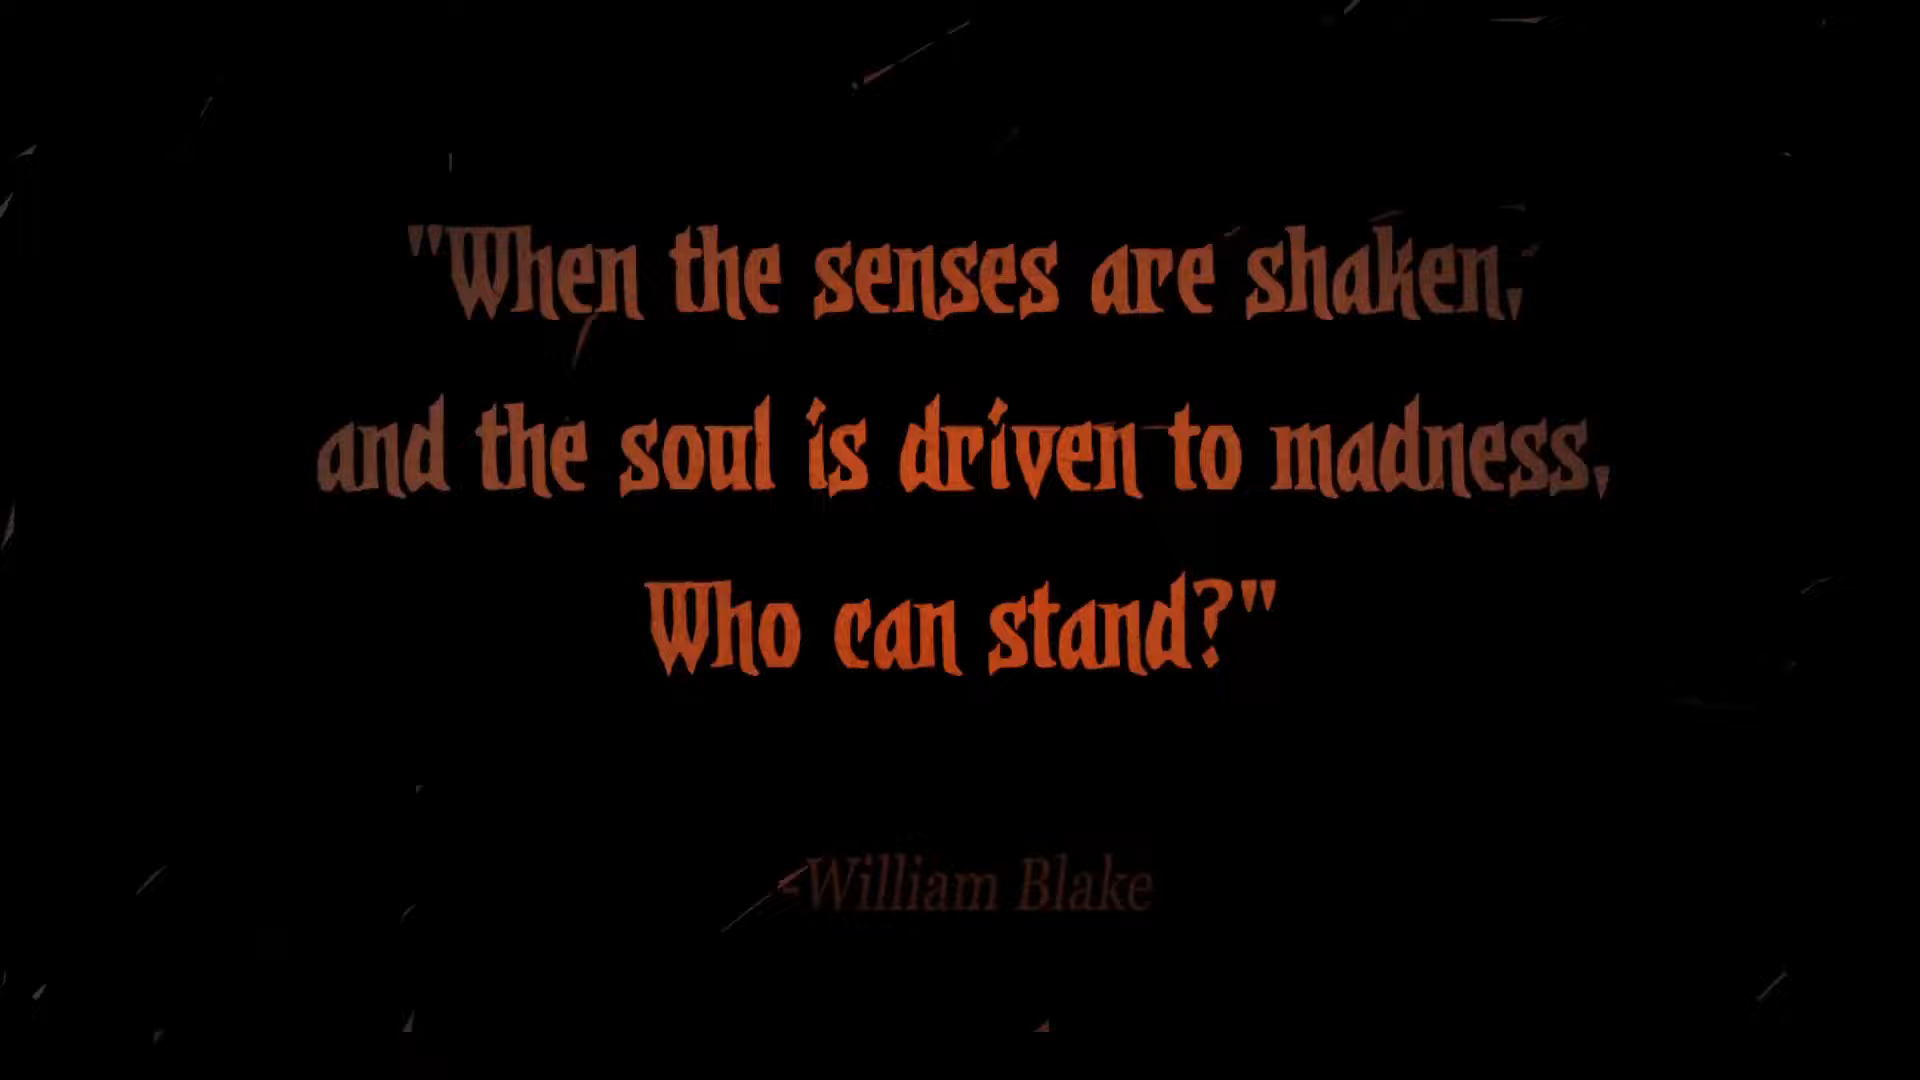 "When the senses are shaken,
and the soul is driven to madness,
Who can stand?"
-William Blake